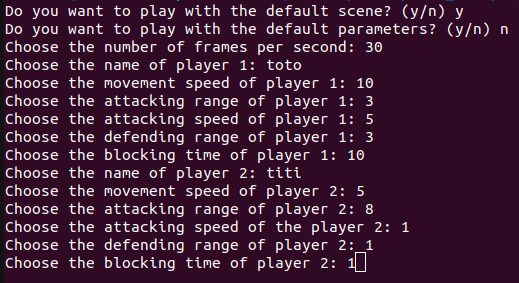 Do you want to play with the default scene? (y/n) y
Do you want to play with the default parameters? (y/n) n
Choose the number of frames per second: 30
Choose the name of player 1: toto
Choose the movement speed of player 1: 10
Choose the attacking range of player 1: 3
Choose the attacking speed of player 1: 5
Choose the defending range of player 1: 3
Choose the blocking time of player 1: 10
Choose the name of player 2: titi
Choose the movement speed of player 2: 5
Choose the attacking range of player 2: 8
Choose the attacking speed of the player 2: 1
Choose the defending range of player 2: 1
Choose the blocking time of player 2: 1